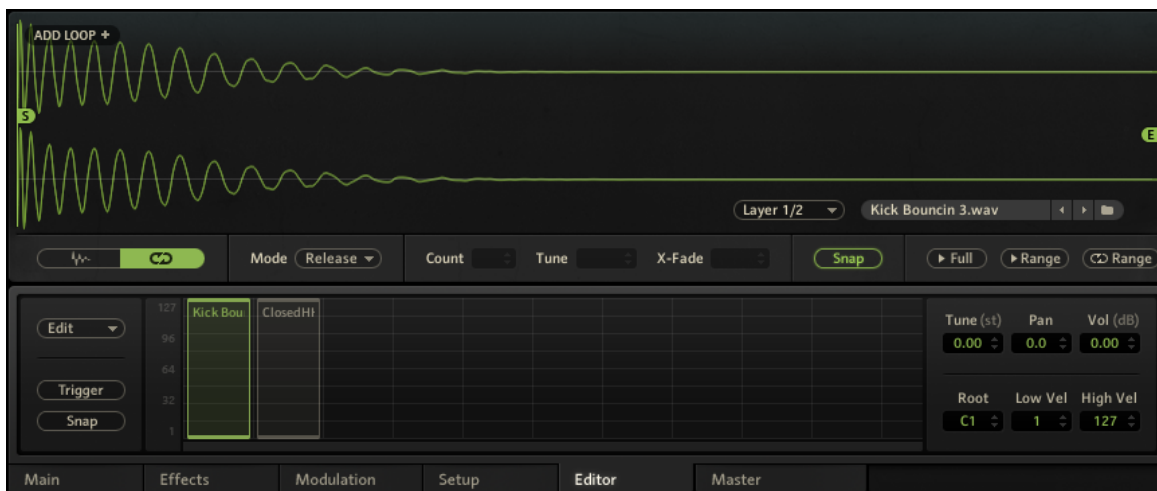 ADD LOOP +
S
E
Layer 1/2 Kick Bouncin 3.wav
Mode Release Count Tune X-Fade Snap Full Range Range
127 Kick Bou ClosedHH
Edit 96
64
Trigger 32
Snap 1
Tune (st) Pan Vol (dB)
0.00 0.0 0.00
Root Low Vel High Vel
C1 1 127
Main Effects Modulation Setup Editor Master